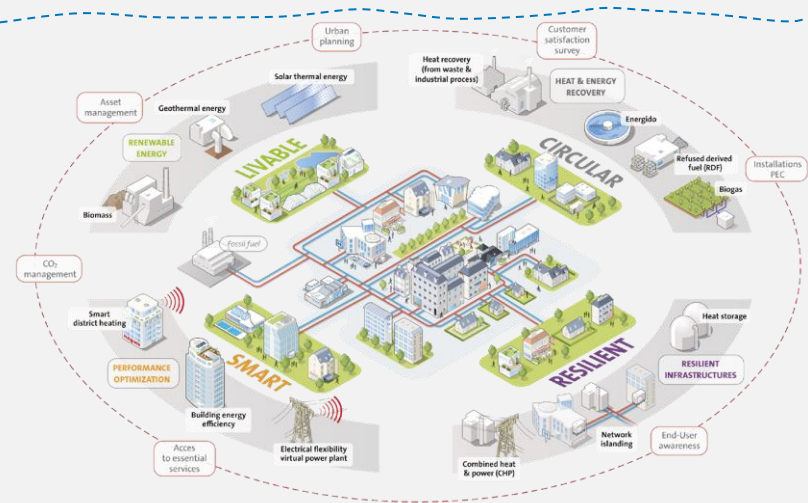 Urban
planning
Customer
satisfaction
survey
Heat recovery
(from waste &
industrial process)
HEAT & ENERGY
RECOVERY
Solar thermal energy
Asset
management
Geothermal energy
Energido
RENEWABLE
ENERGY
LIVABLE
CIRCULAR
Refused derived
fuel (RDF)
Installations
PEC
Biogas
Biomass
Fossil fuel
CO₂
management
Smart
district heating
Heat storage
PERFORMANCE
OPTIMIZATION
SMART
RESILIENT
RESILIENT
INFRASTRUCTURES
Building energy
efficiency
Electrical flexibility
virtual power plant
Network
islanding
End-User
awareness
Acces
to essential
services
Combined heat
& power (CHP)